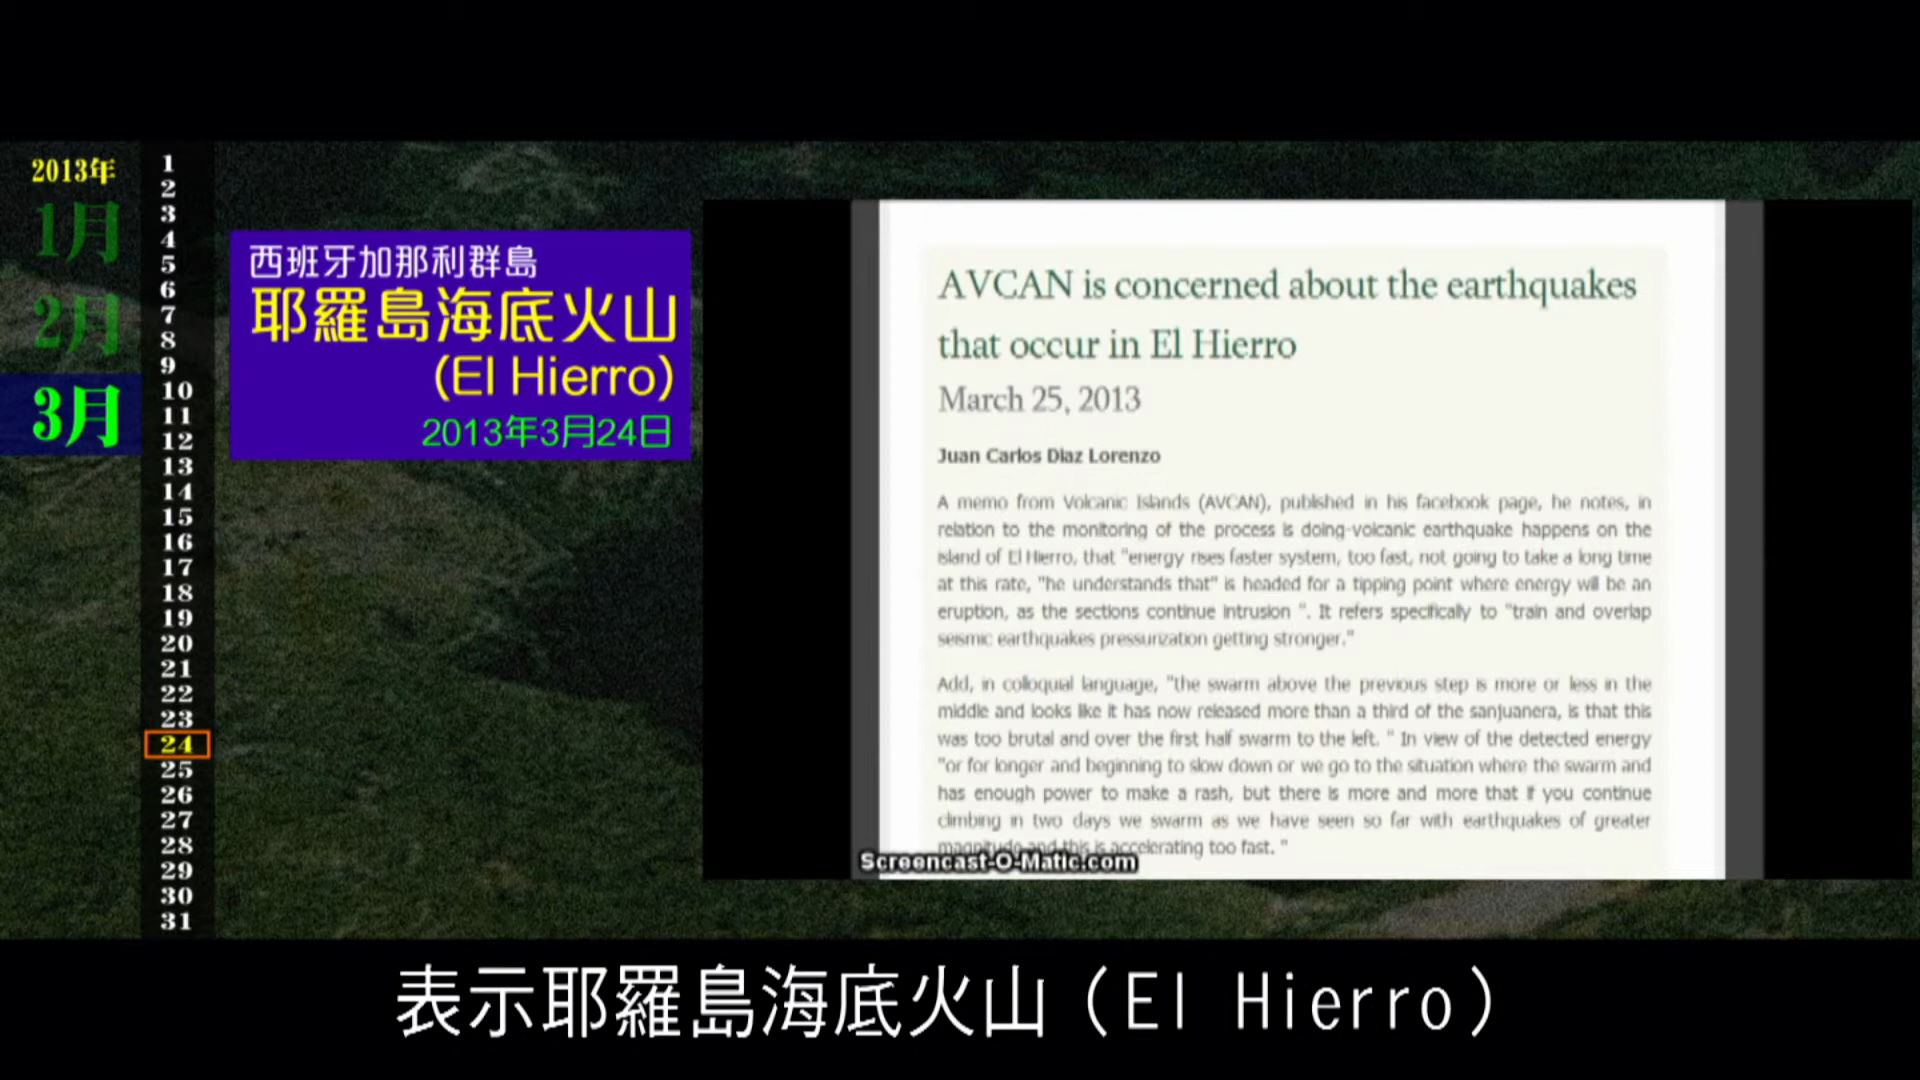 2013年
1月
2月
3月
1
2
3
4
5
6
7
8
9
10
11
12
13
14
15
16
17
18
19
20
21
22
23
24
25
26
27
28
29
30
31
西班牙加那利群島
耶羅島海底火山
(El Hierro)
2013年3月24日
AVCAN is concerned about the earthquakes
that occur in El Hierro
March 25, 2013
Juan Carlos Diaz Lorenzo
A memo from Volcanic Islands (AVCAN), published in his facebook page, he notes, in
relation to the monitoring of the process is doing-volcanic earthquake happens on the
island of El Hierro, that "energy rises faster system, too fast, not going to take a long time
at this rate, "he understands that" is headed for a tipping point where energy will be an
eruption, as the sections continue intrusion ". It refers specifically to "train and overlap
seismic earthquakes pressurization getting stronger."
Add, in colloqual language, "the swarm above the previous step is more or less in the
middle and looks like it has now released more than a third of the sanjuanera, is that this
was too brutal and over the first half swarm to the left. " In view of the detected energy
"or for longer and beginning to slow down or we go to the situation where the swarm and
has enough power to make a rash, but there is more and more that if you continue
climbing in two days we swarm as we have seen so far with earthquakes of greater
magnitude and this is accelerating too fast. "
Screencast-O-Matic.com
表示耶羅島海底火山（El Hierro）